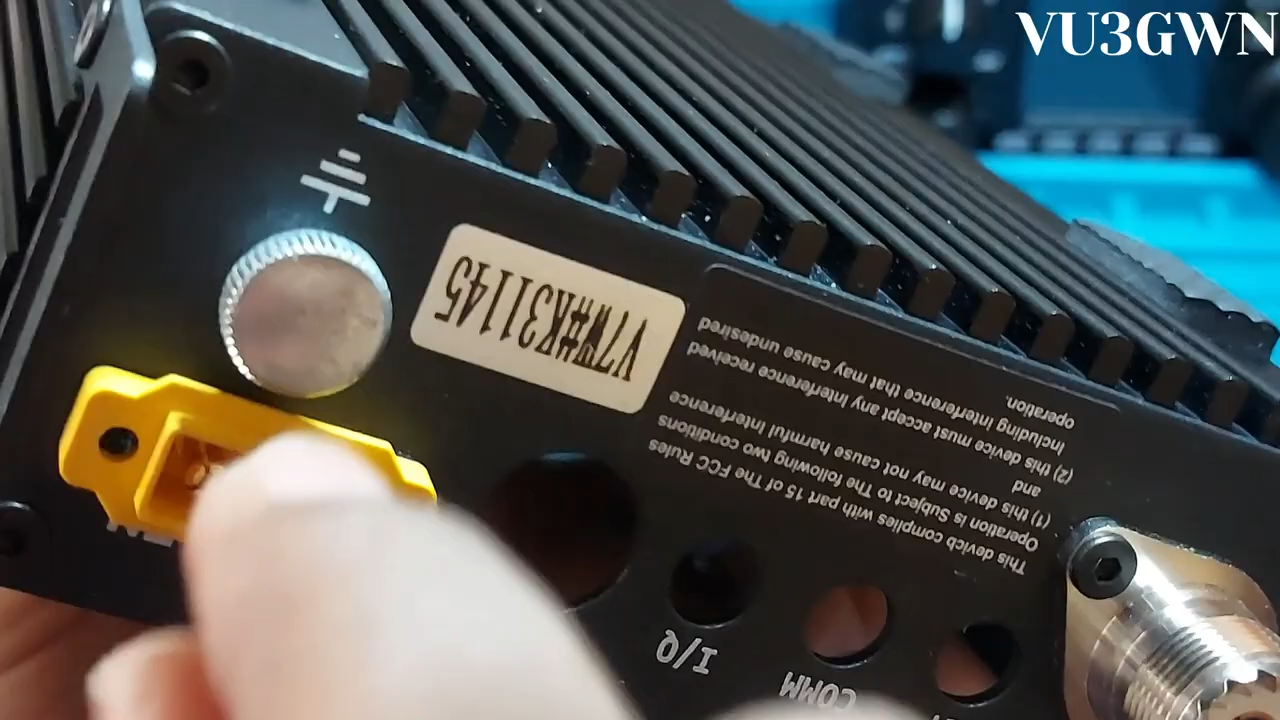 VU3GWN
This devicb complies with part 15 of The FCC Rules
Operation is Subject to The following two conditions
(1) this device may not cause harmful Interference
and
(2) this device must accept any Interference received
Including Interference that may cause undesired
operation.
V7W#K31145
COMM
I/Q